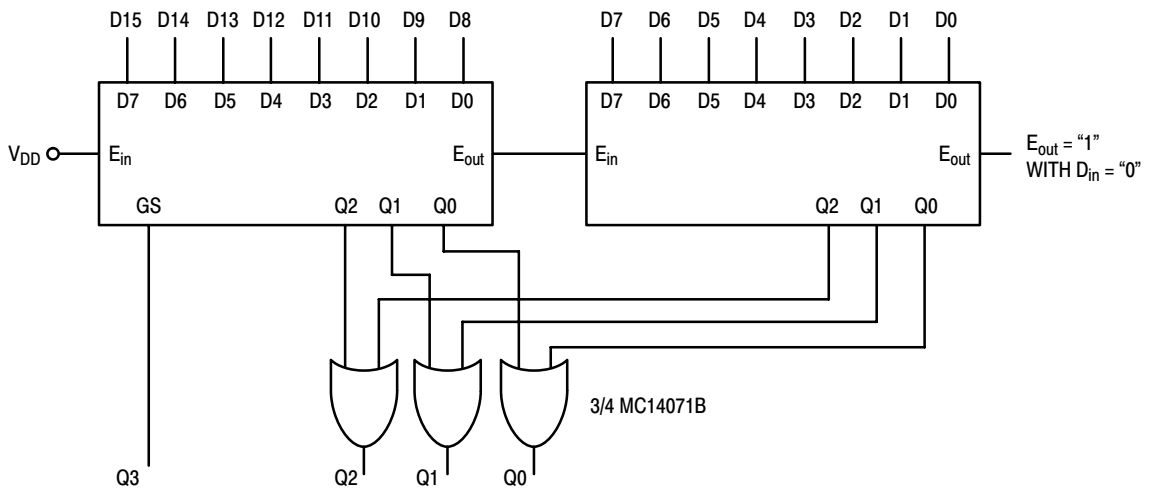 D15 D14 D13 D12 D11 D10 D9 D8 D7 D6 D5 D4 D3 D2 D1 D0
D7 D6 D5 D4 D3 D2 D1 D0 D7 D6 D5 D4 D3 D2 D1 D0
VDD Ein Eout Ein Eout Eout = “1”
WITH Din = “0”
GS Q2 Q1 Q0 Q2 Q1 Q0
3/4 MC14071B
Q3 Q2 Q1 Q0